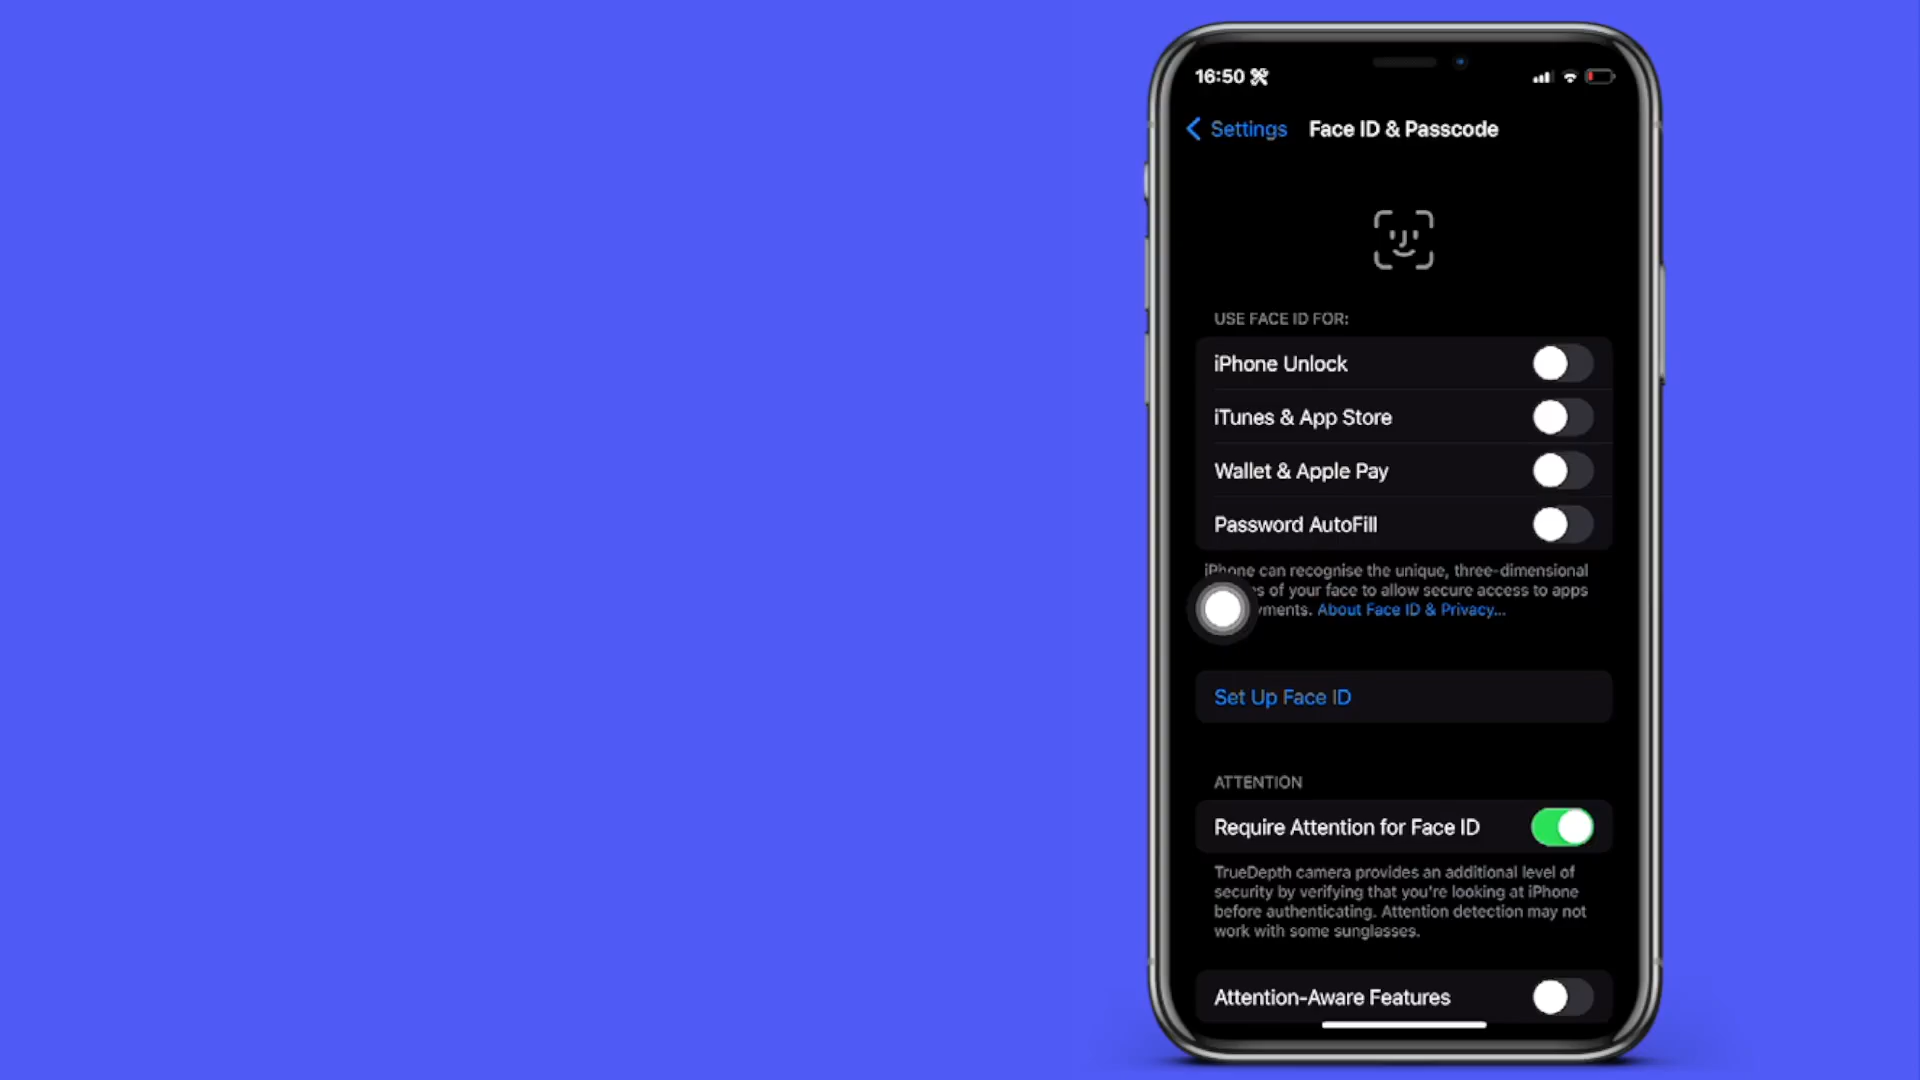 16:50
Settings Face ID & Passcode
USE FACE ID FOR:
iPhone Unlock
iTunes & App Store
Wallet & Apple Pay
Password AutoFill
iPhone can recognise the unique, three-dimensional
of your face to allow secure access to apps
About Face ID & Privacy...
Set Up Face ID
ATTENTION
Require Attention for Face ID
TrueDepth camera provides an additional level of
security by verifying that you're looking at iPhone
before authenticating. Attention detection may not
work with some sunglasses.
Attention-Aware Features